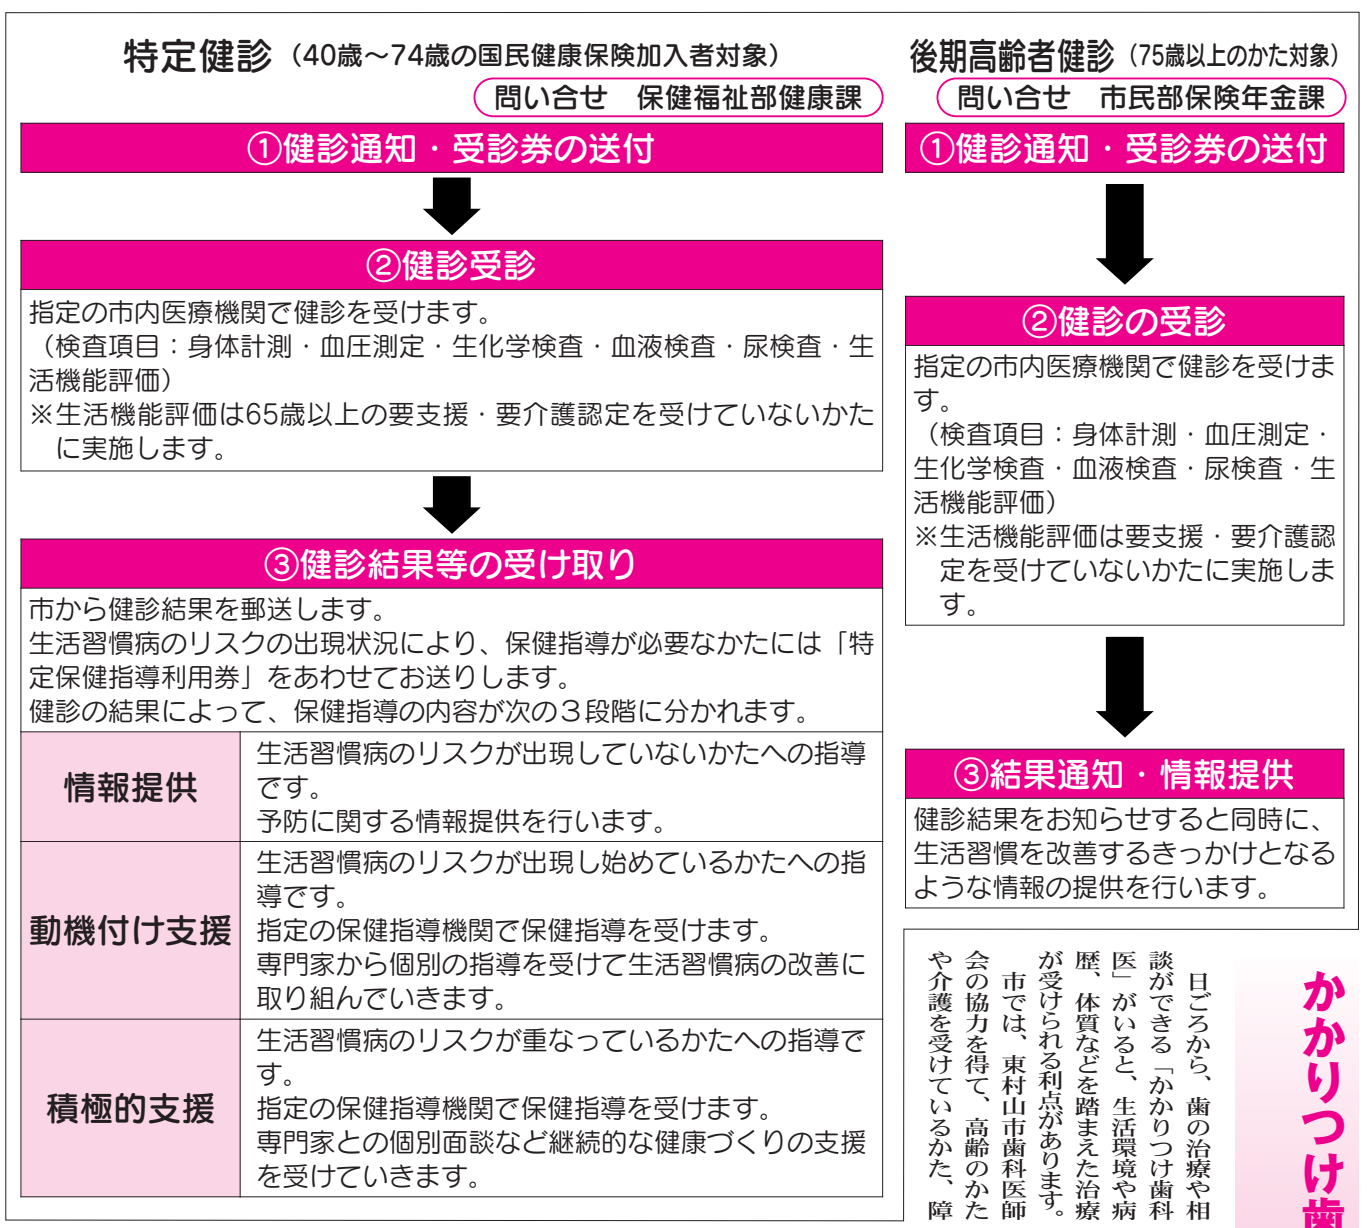 特定健診（40歳～74歳の国民健康保険加入者対象）
問い合せ　保健福祉部健康課
①健診通知・受診券の送付
②健診受診
指定の市内医療機関で健診を受けます。
（検査項目：身体計測・血圧測定・生化学検査・血液検査・尿検査・生
活機能評価）
※生活機能評価は65歳以上の要支援・要介護認定を受けていないかた
に実施します。
③健診結果等の受け取り
市から健診結果を郵送します。
生活習慣病のリスクの出現状況により、保健指導が必要なかたには「特
定保健指導利用券」をあわせてお送りします。
健診の結果によって、保健指導の内容が次の３段階に分かれます。
情報提供
生活習慣病のリスクが出現していないかたへの指導
です。
予防に関する情報提供を行います。
動機付け支援
生活習慣病のリスクが出現し始めているかたへの指
導です。
指定の保健指導機関で保健指導を受けます。
専門家から個別の指導を受けて生活習慣病の改善に
取り組んでいきます。
積極的支援
生活習慣病のリスクが重なっているかたへの指導で
す。
指定の保健指導機関で保健指導を受けます。
専門家との個別面談など継続的な健康づくりの支援
を受けていきます。
後期高齢者健診（75歳以上のかた対象）
問い合せ　市民部保険年金課
①健診通知・受診券の送付
②健診の受診
指定の市内医療機関で健診を受けま
す。
（検査項目：身体計測・血圧測定・
生化学検査・血液検査・尿検査・生
活機能評価）
※生活機能評価は要支援・要介護認
定を受けていないかたに実施しま
す。
③結果通知・情報提供
健診結果をお知らせすると同時に、
生活習慣を改善するきっかけとなる
ような情報の提供を行います。
かかりつけ歯
日ごろから、歯の治療や相
談ができる「かかりつけ歯科
医」がいると、生活環境や病
歴、体質などを踏まえた治療
が受けられる利点があります。
市では、東村山市歯科医師
会の協力を得て、高齢のかた
や介護を受けているかた、障